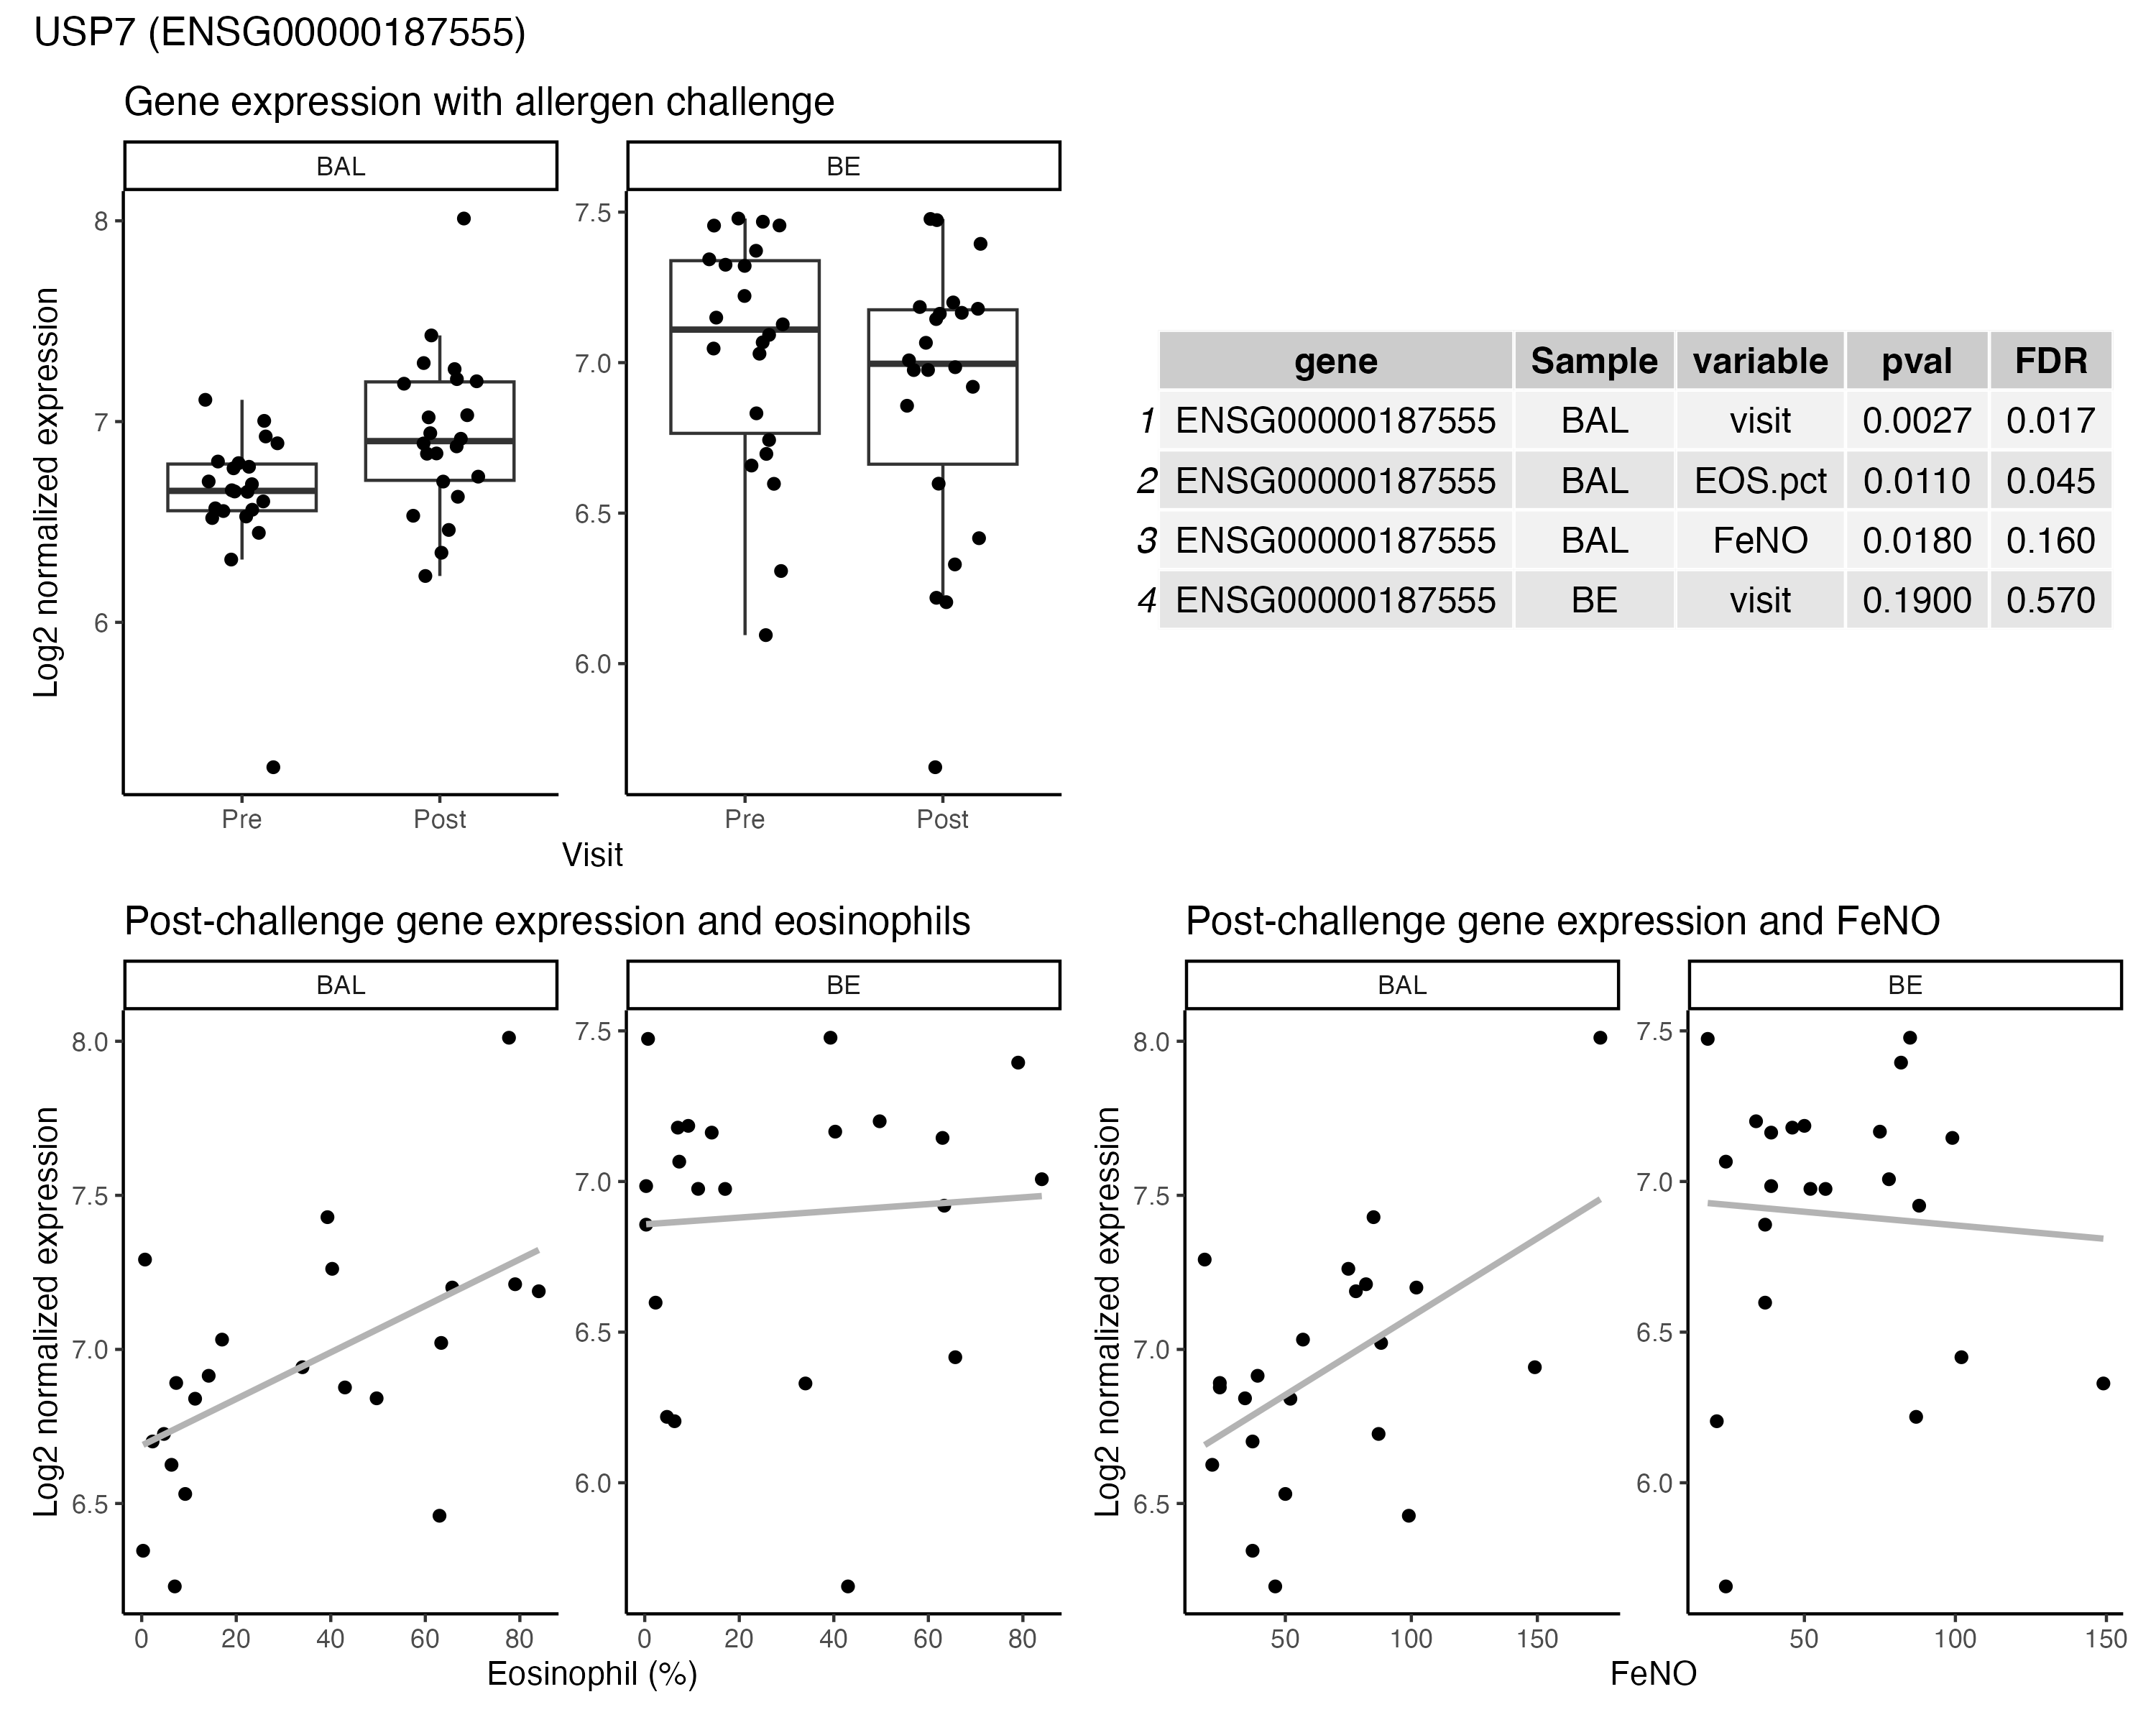 USP7 (ENSG00000187555)
Gene expression with allergen challenge
BAL
BE
Log2 normalized expression
8
7
6
7.5
7.0
6.5
6.0
Pre
Post
Pre
Post
Visit
gene Sample variable pval FDR
1 ENSG00000187555 BAL visit 0.0027 0.017
2 ENSG00000187555 BAL EOS.pct 0.0110 0.045
3 ENSG00000187555 BAL FeNO 0.0180 0.160
4 ENSG00000187555 BE visit 0.1900 0.570
Post-challenge gene expression and eosinophils
BAL
BE
Log2 normalized expression
8.0
7.5
7.0
6.5
7.5
7.0
6.5
6.0
0 20 40 60 80
0 20 40 60 80
Eosinophil (%)
Post-challenge gene expression and FeNO
BAL
BE
Log2 normalized expression
8.0
7.5
7.0
6.5
7.5
7.0
6.5
6.0
50 100 150
50 100 150
FeNO